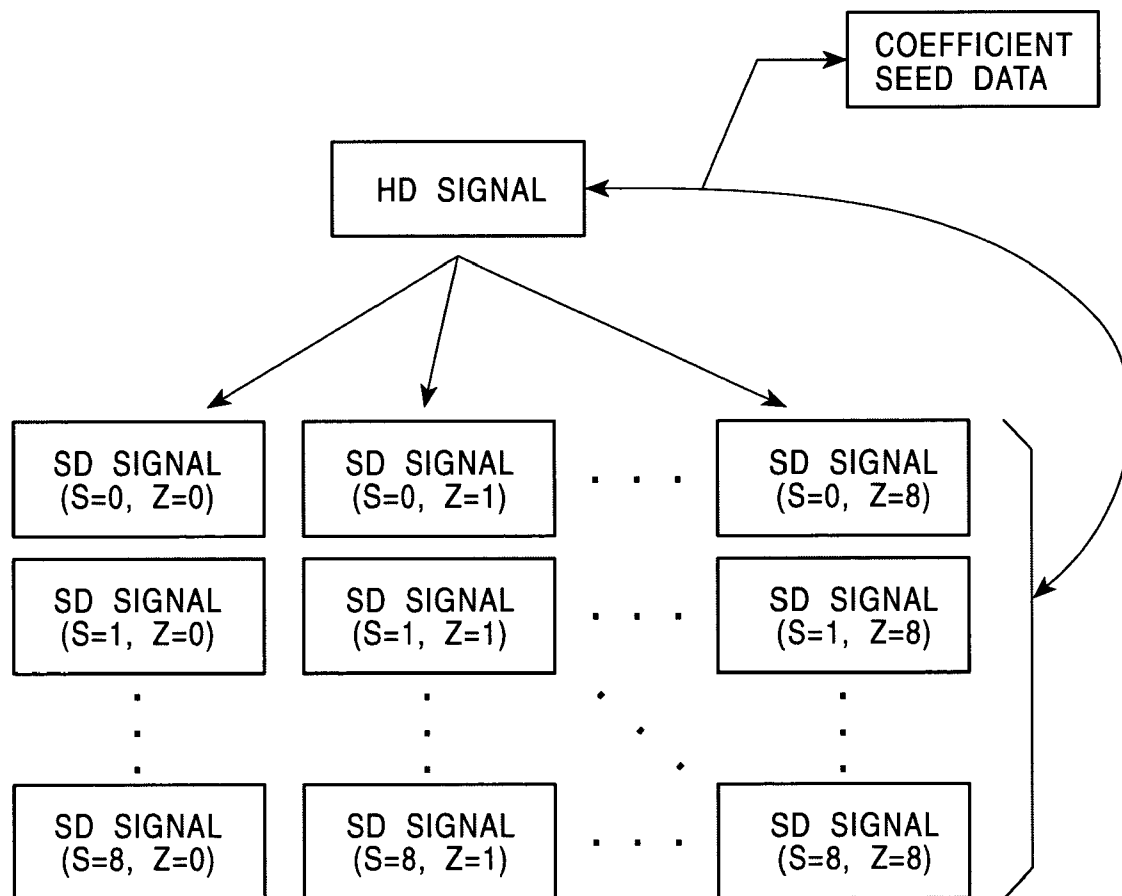 COEFFICIENT
SEED DATA
HD SIGNAL
SD SIGNAL
(S=0, Z=0)
SD SIGNAL
(S=0, Z=1)
. . .
SD SIGNAL
(S=0, Z=8)
SD SIGNAL
(S=1, Z=0)
SD SIGNAL
(S=1, Z=1)
. . .
SD SIGNAL
(S=1, Z=8)
SD SIGNAL
(S=8, Z=0)
SD SIGNAL
(S=8, Z=1)
. . .
SD SIGNAL
(S=8, Z=8)